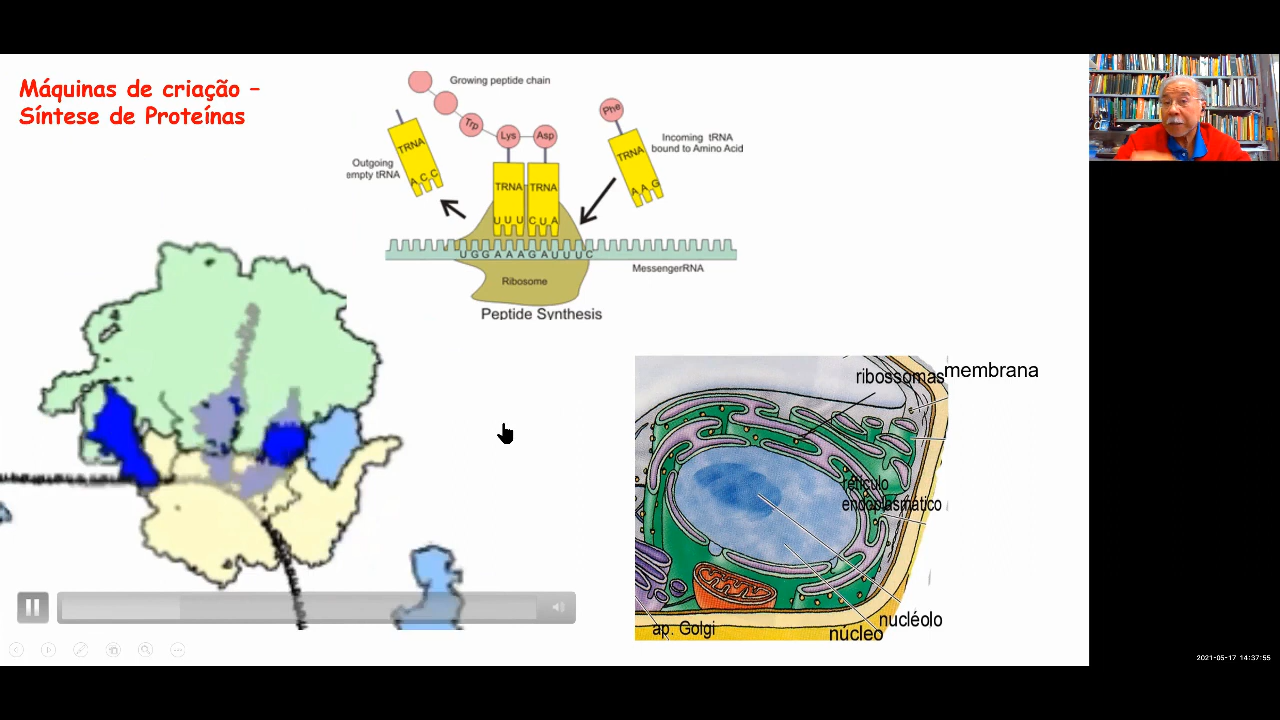 Máquinas de criação –
Síntese de Proteínas
Growing peptide chain
Trp
Lys
Asp
Phe
TRNA
A C C
Outgoing
empty tRNA
TRNA
TRNA
U U U C U A
TRNA
A A G
Incoming tRNA
bound to Amino Acid
U G G A A A G A U U U C
MessengerRNA
Ribosome
Peptide Synthesis
ribossomas
membrana
retículo
endoplasmático
nucléolo
núcleo
ap. Golgi
2021-05-17 14:37:55